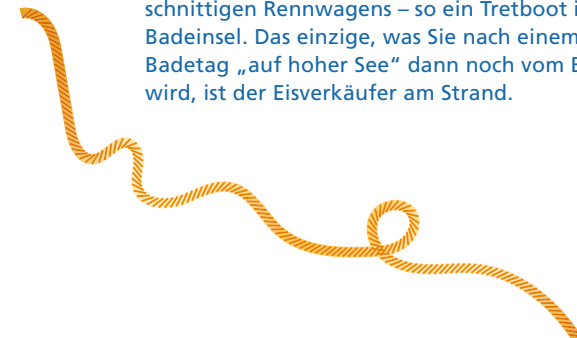 schnittigen Rennwagens – so ein Tretboot i
Badeinsel. Das einzige, was Sie nach einem
Badetag „auf hoher See“ dann noch vom
wird, ist der Eisverkäufer am Strand.